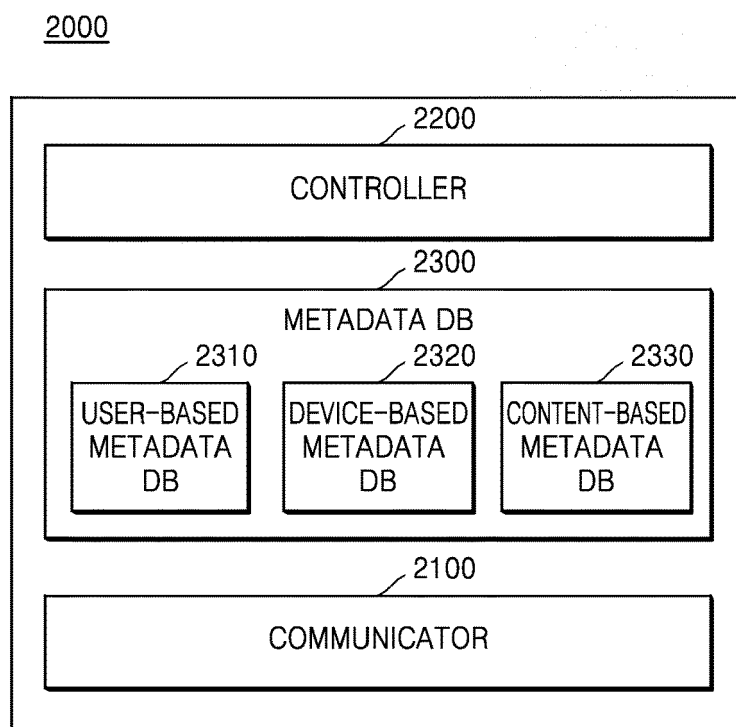 2000
2200
CONTROLLER
2300
METADATA DB
2310
2320
2330
USER-BASED
METADATA
DB
DEVICE-BASED
METADATA
DB
CONTENT-BASED
METADATA
DB
2100
COMMUNICATOR